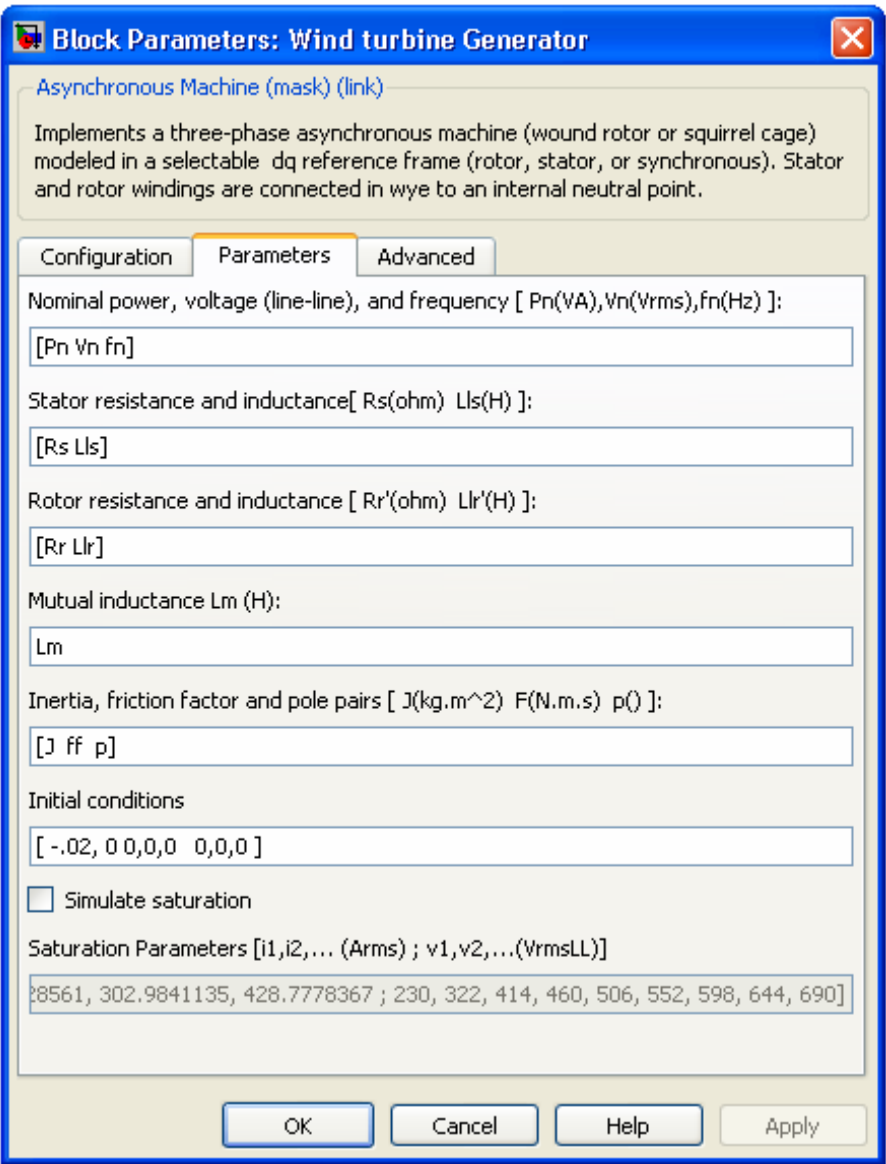 Block Parameters: Wind turbine Generator
Asynchronous Machine (mask) (link)
Implements a three-phase asynchronous machine (wound rotor or squirrel cage)
modeled in a selectable dq reference frame (rotor, stator, or synchronous). Stator
and rotor windings are connected in wye to an internal neutral point.
Configuration Parameters Advanced
Nominal power, voltage (line-line), and frequency [ Pn(VA),Vn(Vrms),fn(Hz) ]:
[Pn Vn fn]
Stator resistance and inductance[ Rs(ohm) Lls(H) ]:
[Rs Lls]
Rotor resistance and inductance [ Rr'(ohm) Llr'(H) ]:
[Rr Llr]
Mutual inductance Lm (H):
Lm
Inertia, friction factor and pole pairs [ J(kg.m^2) F(N.m.s) p() ]:
[J ff p]
Initial conditions
[ -.02, 0 0,0,0 0,0,0 ]
Simulate saturation
Saturation Parameters [i1,i2,... (Arms) ; v1,v2,...(VrmsLL)]
28561, 302.9841135, 428.7778367 ; 230, 322, 414, 460, 506, 552, 598, 644, 690]
OK Cancel Help Apply